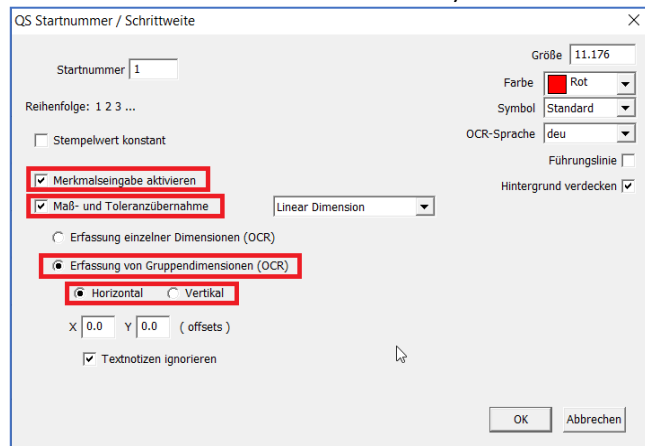 QS Startnummer / Schrittweite
Startnummer 1
Reihenfolge: 1 2 3 ...
Stempelwert konstant
Merkmalseingabe aktivieren
Maß- und Toleranzübernahme Linear Dimension
Erfassung einzelner Dimensionen (OCR)
Erfassung von Gruppendimensionen (OCR)
Horizontal Vertikal
X 0.0 Y 0.0 ( offsets )
Textnotizen ignorieren
Größe 11.176
Farbe Rot
Symbol Standard
OCR-Sprache deu
Führungslinie
Hintergrund verdecken
OK Abbrechen